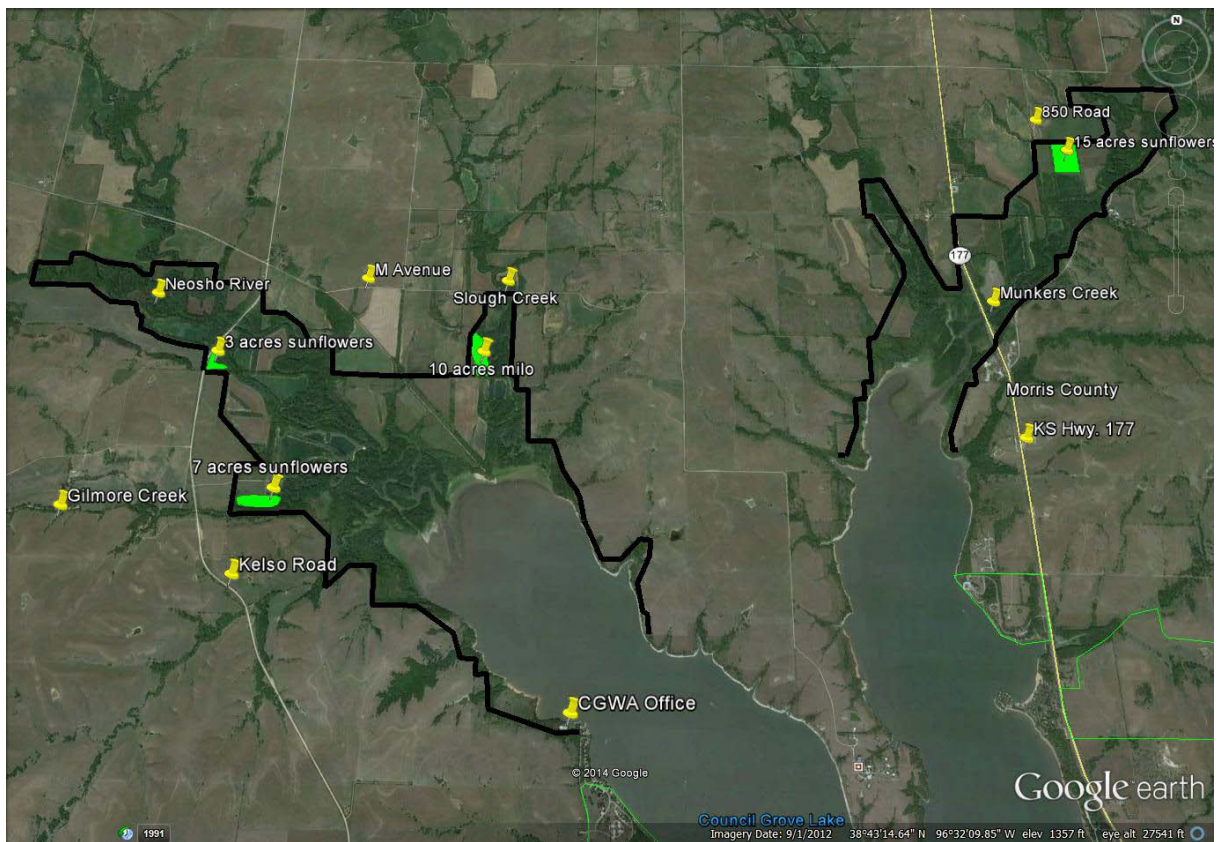 N
850 Road
15 acres sunflowers
177
M Avenue
Neosho River
Slough Creek
Munkers Creek
3 acres sunflowers
10 acres milo
Morris County
KS Hwy. 177
7 acres sunflowers
Gilmore Creek
Kelso Road
CGWA Office
© 2014 Google
Google earth
Council Grove Lake
1991
Imagery Date: 9/1/2012 38°43'14.64" N 96°32'09.85" W elev 1357 ft eye alt 27541 ft